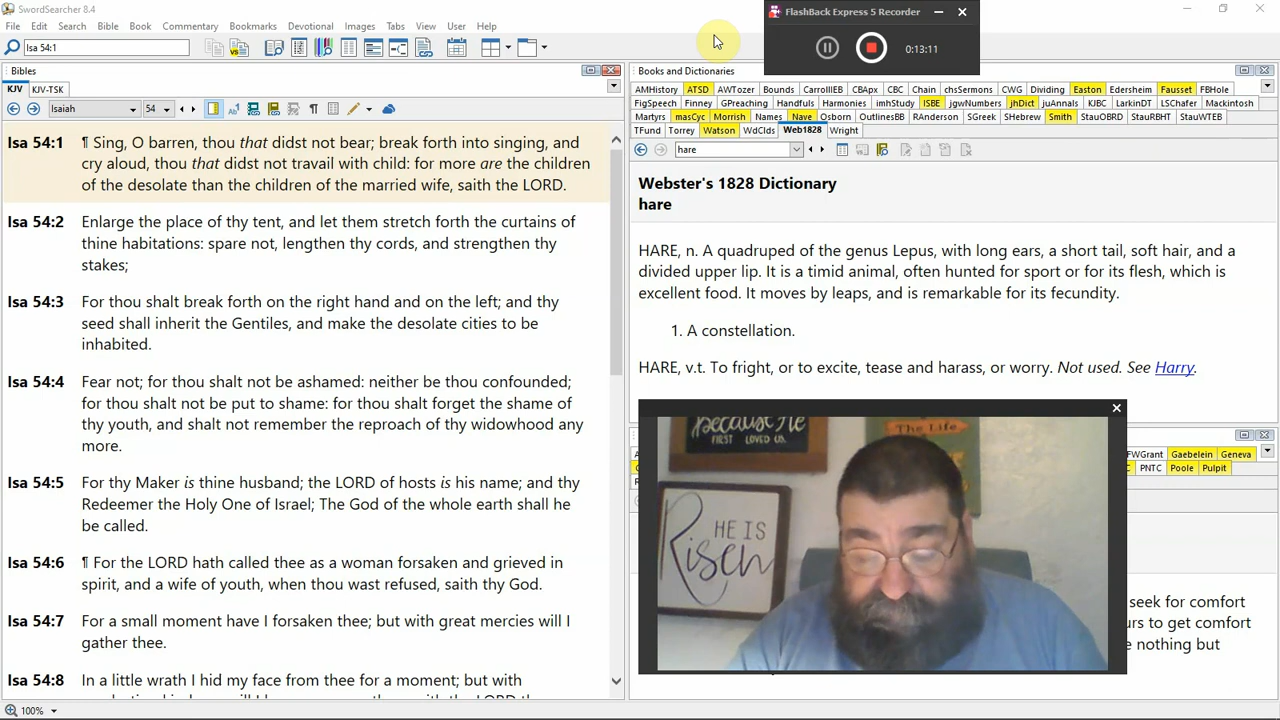 SwordSearcher 8.4
File Edit Search Bible Book Commentary Bookmarks Devotional Images Tabs View User Help
Isa 54:1
VS
Bibles
KJV KJV-TSK
Isaiah 54
Isa 54:1 ¶ Sing, O barren, thou that didst not bear; break forth into singing, and
cry aloud, thou that didst not travail with child: for more are the children
of the desolate than the children of the married wife, saith the LORD.
Isa 54:2 Enlarge the place of thy tent, and let them stretch forth the curtains of
thine habitations: spare not, lengthen thy cords, and strengthen thy
stakes;
Isa 54:3 For thou shalt break forth on the right hand and on the left; and thy
seed shall inherit the Gentiles, and make the desolate cities to be
inhabited.
Isa 54:4 Fear not; for thou shalt not be ashamed: neither be thou confounded;
for thou shalt not be put to shame: for thou shalt forget the shame of
thy youth, and shalt not remember the reproach of thy widowhood any
more.
Isa 54:5 For thy Maker is thine husband; the LORD of hosts is his name; and thy
Redeemer the Holy One of Israel; The God of the whole earth shall he
be called.
Isa 54:6 ¶ For the LORD hath called thee as a woman forsaken and grieved in
spirit, and a wife of youth, when thou wast refused, saith thy God.
Isa 54:7 For a small moment have I forsaken thee; but with great mercies will I
gather thee.
Isa 54:8 In a little wrath I hid my face from thee for a moment; but with
100%
FlashBack Express 5 Recorder
0:13:11
Books and Dictionaries
AMHistory ATSD AWTozer Bounds CarrollEIB CBApx CBC Chain chsSermons CWG Dividing Easton Edersheim Fausset FBHole
FigSpeech Finney GPreaching Handfuls Harmonies imhStudy ISBE jgwNumbers jhDict juAnnals KJBC LarkinDT LSChafer Mackintosh
Martyrs masCyc Morrish Names Nave Osborn OutlinesBB RAnderson SGreek SHebrew Smith StauOBRD StauRBHT StauWTEB
TFund Torrey Watson WdClds Web1828 Wright
hare
Webster's 1828 Dictionary
hare
HARE, n. A quadruped of the genus Lepus, with long ears, a short tail, soft hair, and a
divided upper lip. It is a timid animal, often hunted for sport or for its flesh, which is
excellent food. It moves by leaps, and is remarkable for its fecundity.
1. A constellation.
HARE, v.t. To fright, or to excite, tease and harass, or worry. Not used. See Harry.
FWGrant Gaebelein Geneva
PNTC Poole Pulpit
Because He
FIRST LOVED US.
The Life
HE IS
Risen
seek for comfort
urs to get comfort
e nothing but